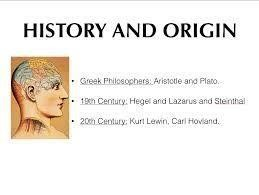 HISTORY AND ORIGIN
• Greek Philosophers: Aristotle and Plato.
• 19th Century: Hegel and Lazarus and Steinthal
• 20th Century: Kurt Lewin, Carl Hovland.